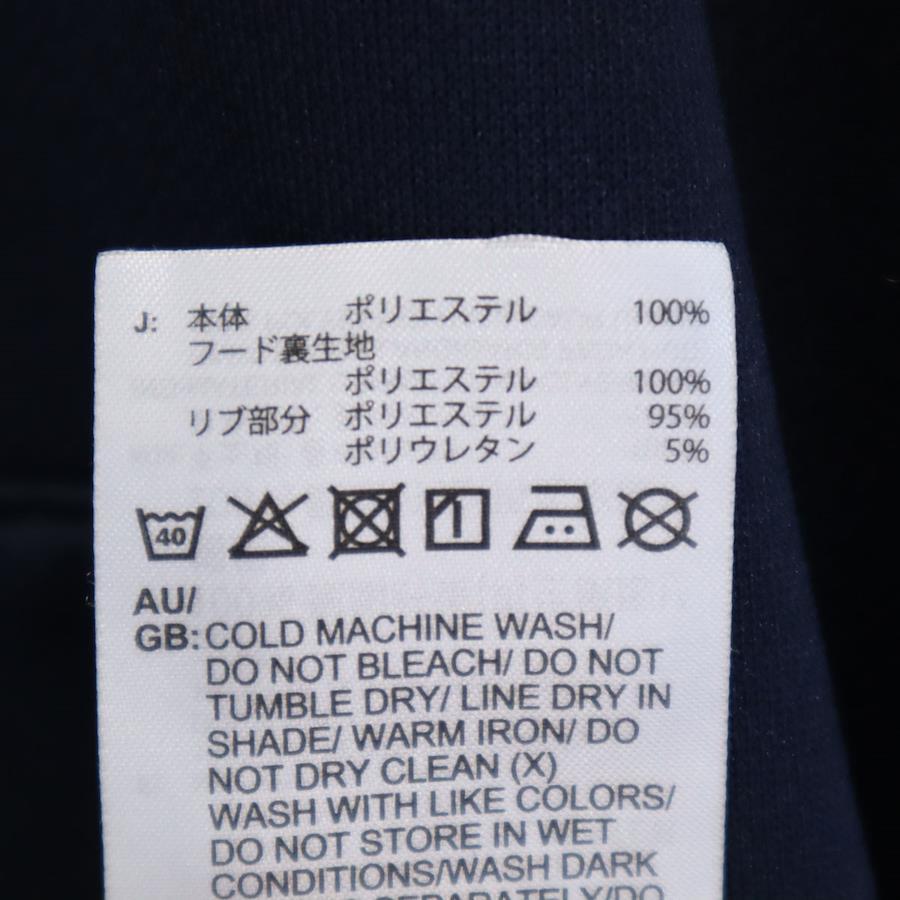 J: 本体 ポリエステル 100%
フード裏生地
ポリエステル 100%
リブ部分 ポリエステル 95%
ポリウレタン 5%
40
AU/
GB: COLD MACHINE WASH/
DO NOT BLEACH/ DO NOT
TUMBLE DRY/ LINE DRY IN
SHADE/ WARM IRON/ DO
NOT DRY CLEAN (X)
WASH WITH LIKE COLORS/
DO NOT STORE IN WET
CONDITIONS/WASH DARK
SEPARATELY/DO